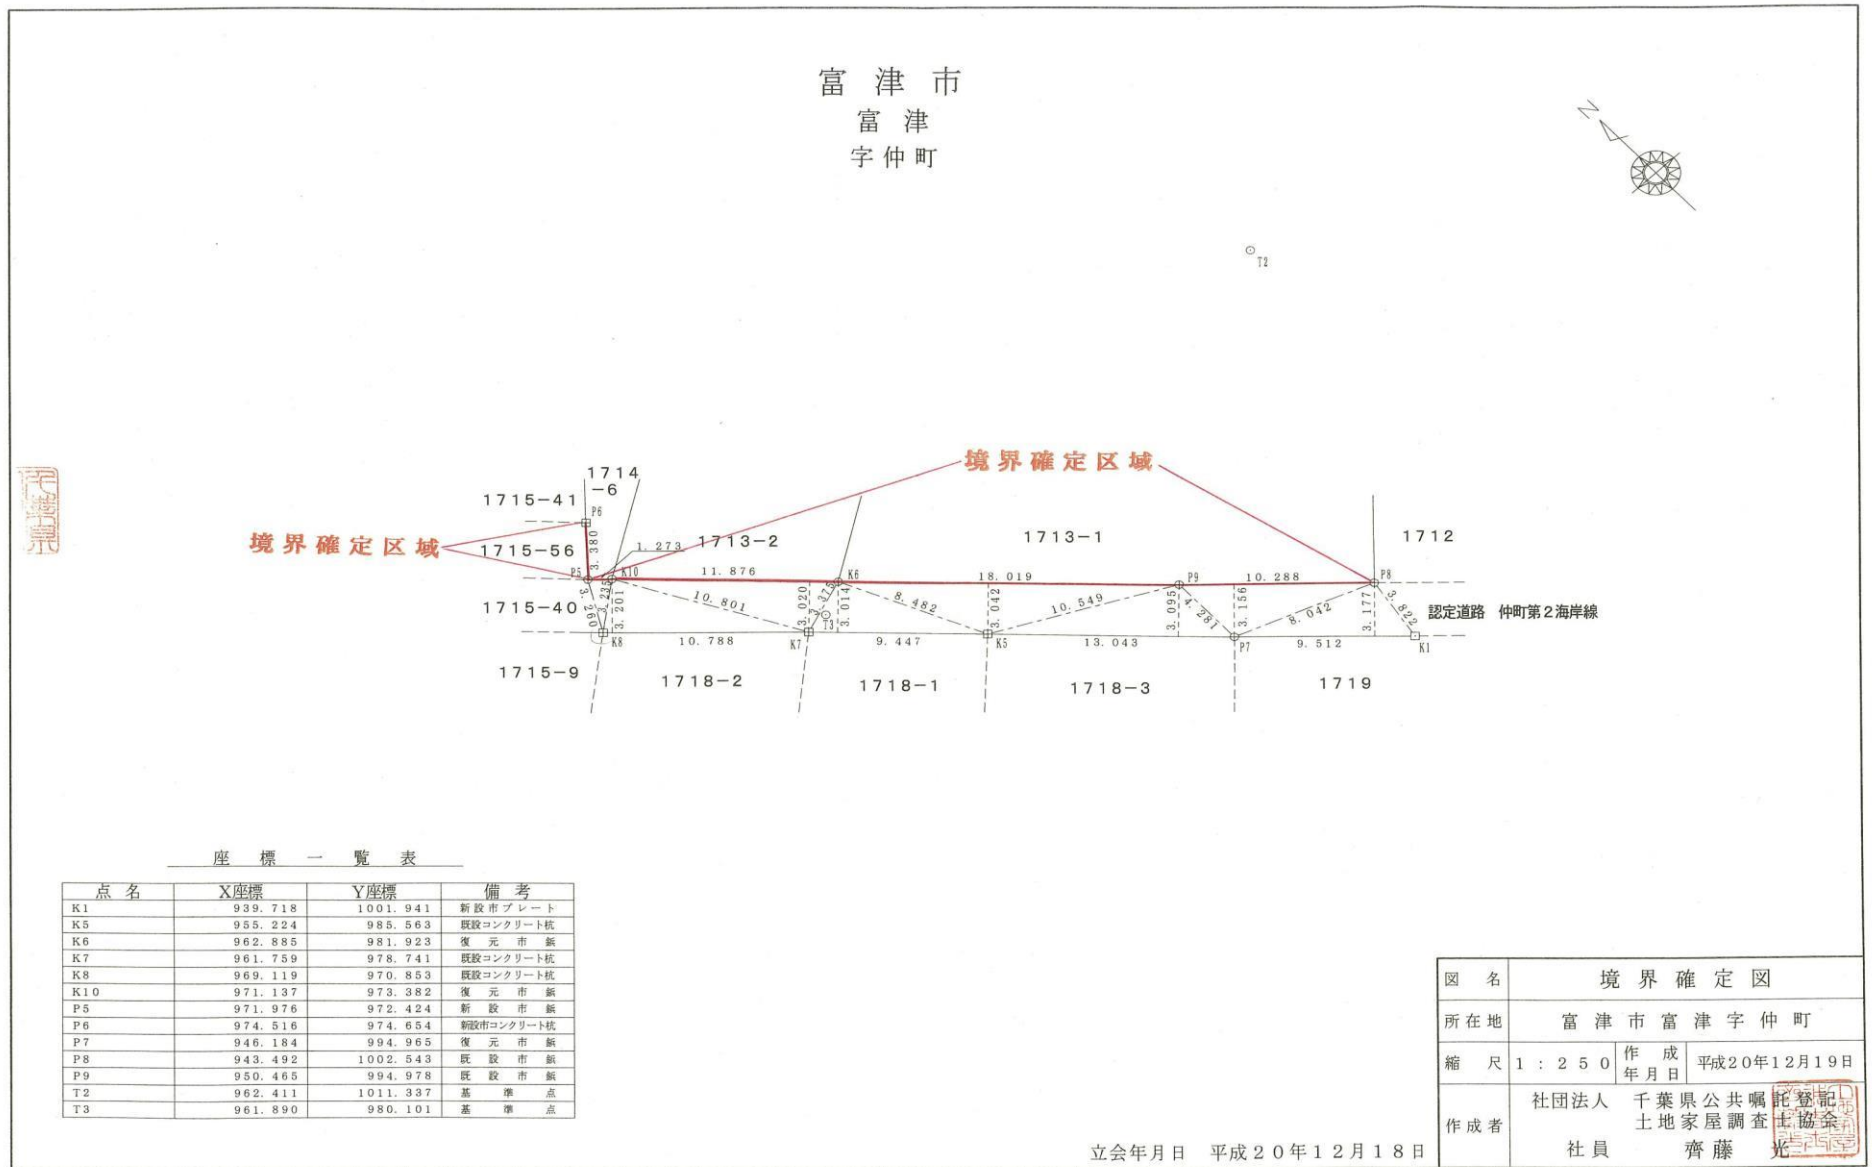 富津市
富津
字仲町
N
T2
境界確定区域
1714
-6
1715-41
P6
境界確定区域
1715-56
3.380
1.273
1713-2
1713-1
1712
P5
K10
11.876
K6
18.019
P9
10.288
P8
1715-40
3.260
3.235
3.201
10.801
3.020
3.375
3.014
8.482
3.042
10.549
3.095
4.281
3.156
8.042
3.177
3.822
認定道路 仲町第2海岸線
T3
K8
10.788
K7
9.447
K5
13.043
P7
9.512
K1
1715-9
1718-2
1718-1
1718-3
1719
座標一覧表
点名 X座標 Y座標 備考
K1 939.718 1001.941 新設市プレート
K5 955.224 985.563 既設コンクリート杭
K6 962.885 981.923 復元市鋲
K7 961.759 978.741 既設コンクリート杭
K8 969.119 970.853 既設コンクリート杭
K10 971.137 973.382 復元市鋲
P5 971.976 972.424 新設市鋲
P6 974.516 974.654 新設市コンクリート杭
P7 946.184 994.965 復元市鋲
P8 943.492 1002.543 既設市鋲
P9 950.465 994.978 既設市鋲
T2 962.411 1011.337 基準点
T3 961.890 980.101 基準点
図名 境界確定図
所在地 富津市富津字仲町
縮尺 1:250 作成年月日 平成20年12月19日
作成者 社団法人 千葉県公共嘱託登記
土地家屋調査士協会
社員 齊藤 光
立会年月日 平成20年12月18日